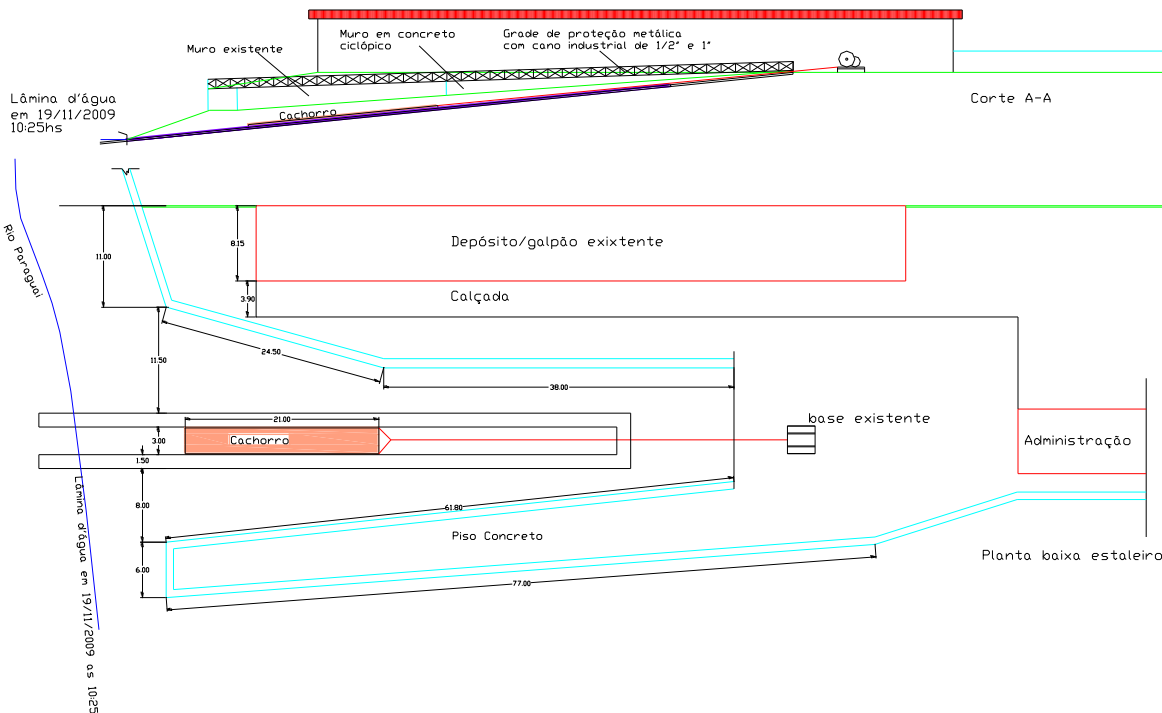 Muro existente
Muro em concreto
ciclópico
Grade de proteção metálica
com cano industrial de 1/2" e 1"
Lâmina d'água
em 19/11/2009
10:25hs
Cachorro
Corte A-A
Rio Paraguai
11.00
8.15
Depósito/galpão exixtente
3.90
Calçada
24.50
11.50
38.00
21.00
base existente
3.00
Cachorro
Administração
1.50
8.00
61.80
Piso Concreto
Planta baixa estaleiro
6.00
77.00
Lâmina d'água em 19/11/2009 as 10:25